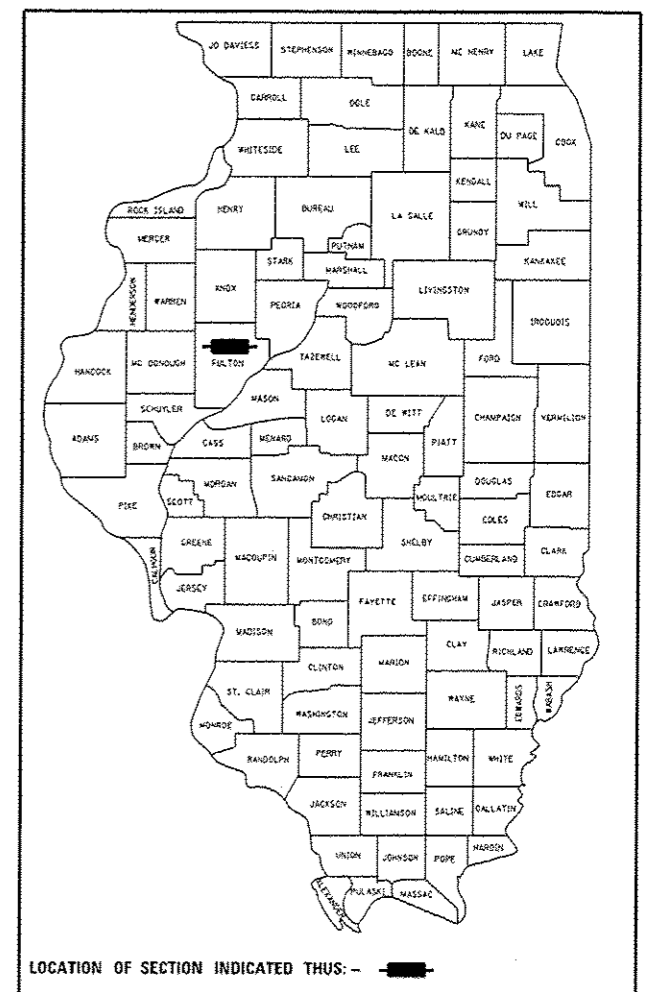 JO DAVIESS STEPHENSON WINNEBAGO BOONE MC HENRY LAKE
CARROLL OGLE DE KALB KANE DU PAGE COOK
WHITESIDE LEE
KENDALL
ROCK ISLAND HENRY BUREAU LA SALLE WILL
MERCER PUTNAM GRUNDY
STARK MARSHALL KANKAKEE
HENDERSON WARREN KNOX PEORIA WOODFORD LIVINGSTON
IROQUOIS
HANCOCK MC DONOUGH FULTON TAZEWELL MC LEAN FORD
MASON
SCHUYLER LOGAN DE WITT CHAMPAIGN VERMILION
ADAMS BROWN CASS MENARD MACON PIATT
PIKE SCOTT MORGAN SANGAMON MOULTRIE DOUGLAS EDGAR
CHRISTIAN COLES
CALHOUN GREENE MACOUPIN MONTGOMERY SHELBY CUMBERLAND CLARK
JERSEY
FAYETTE EFFINGHAM JASPER CRAWFORD
MADISON BOND
CLAY RICHLAND LAWRENCE
CLINTON MARION
ST. CLAIR WAYNE EDWARDS WABASH
MONROE WASHINGTON JEFFERSON
RANDOLPH PERRY HAMILTON WHITE
FRANKLIN
JACKSON WILLIAMSON SALINE GALLATIN
UNION JOHNSON POPE HARDIN
ALEXANDER PULASKI MASSAC
LOCATION OF SECTION INDICATED THUS: -